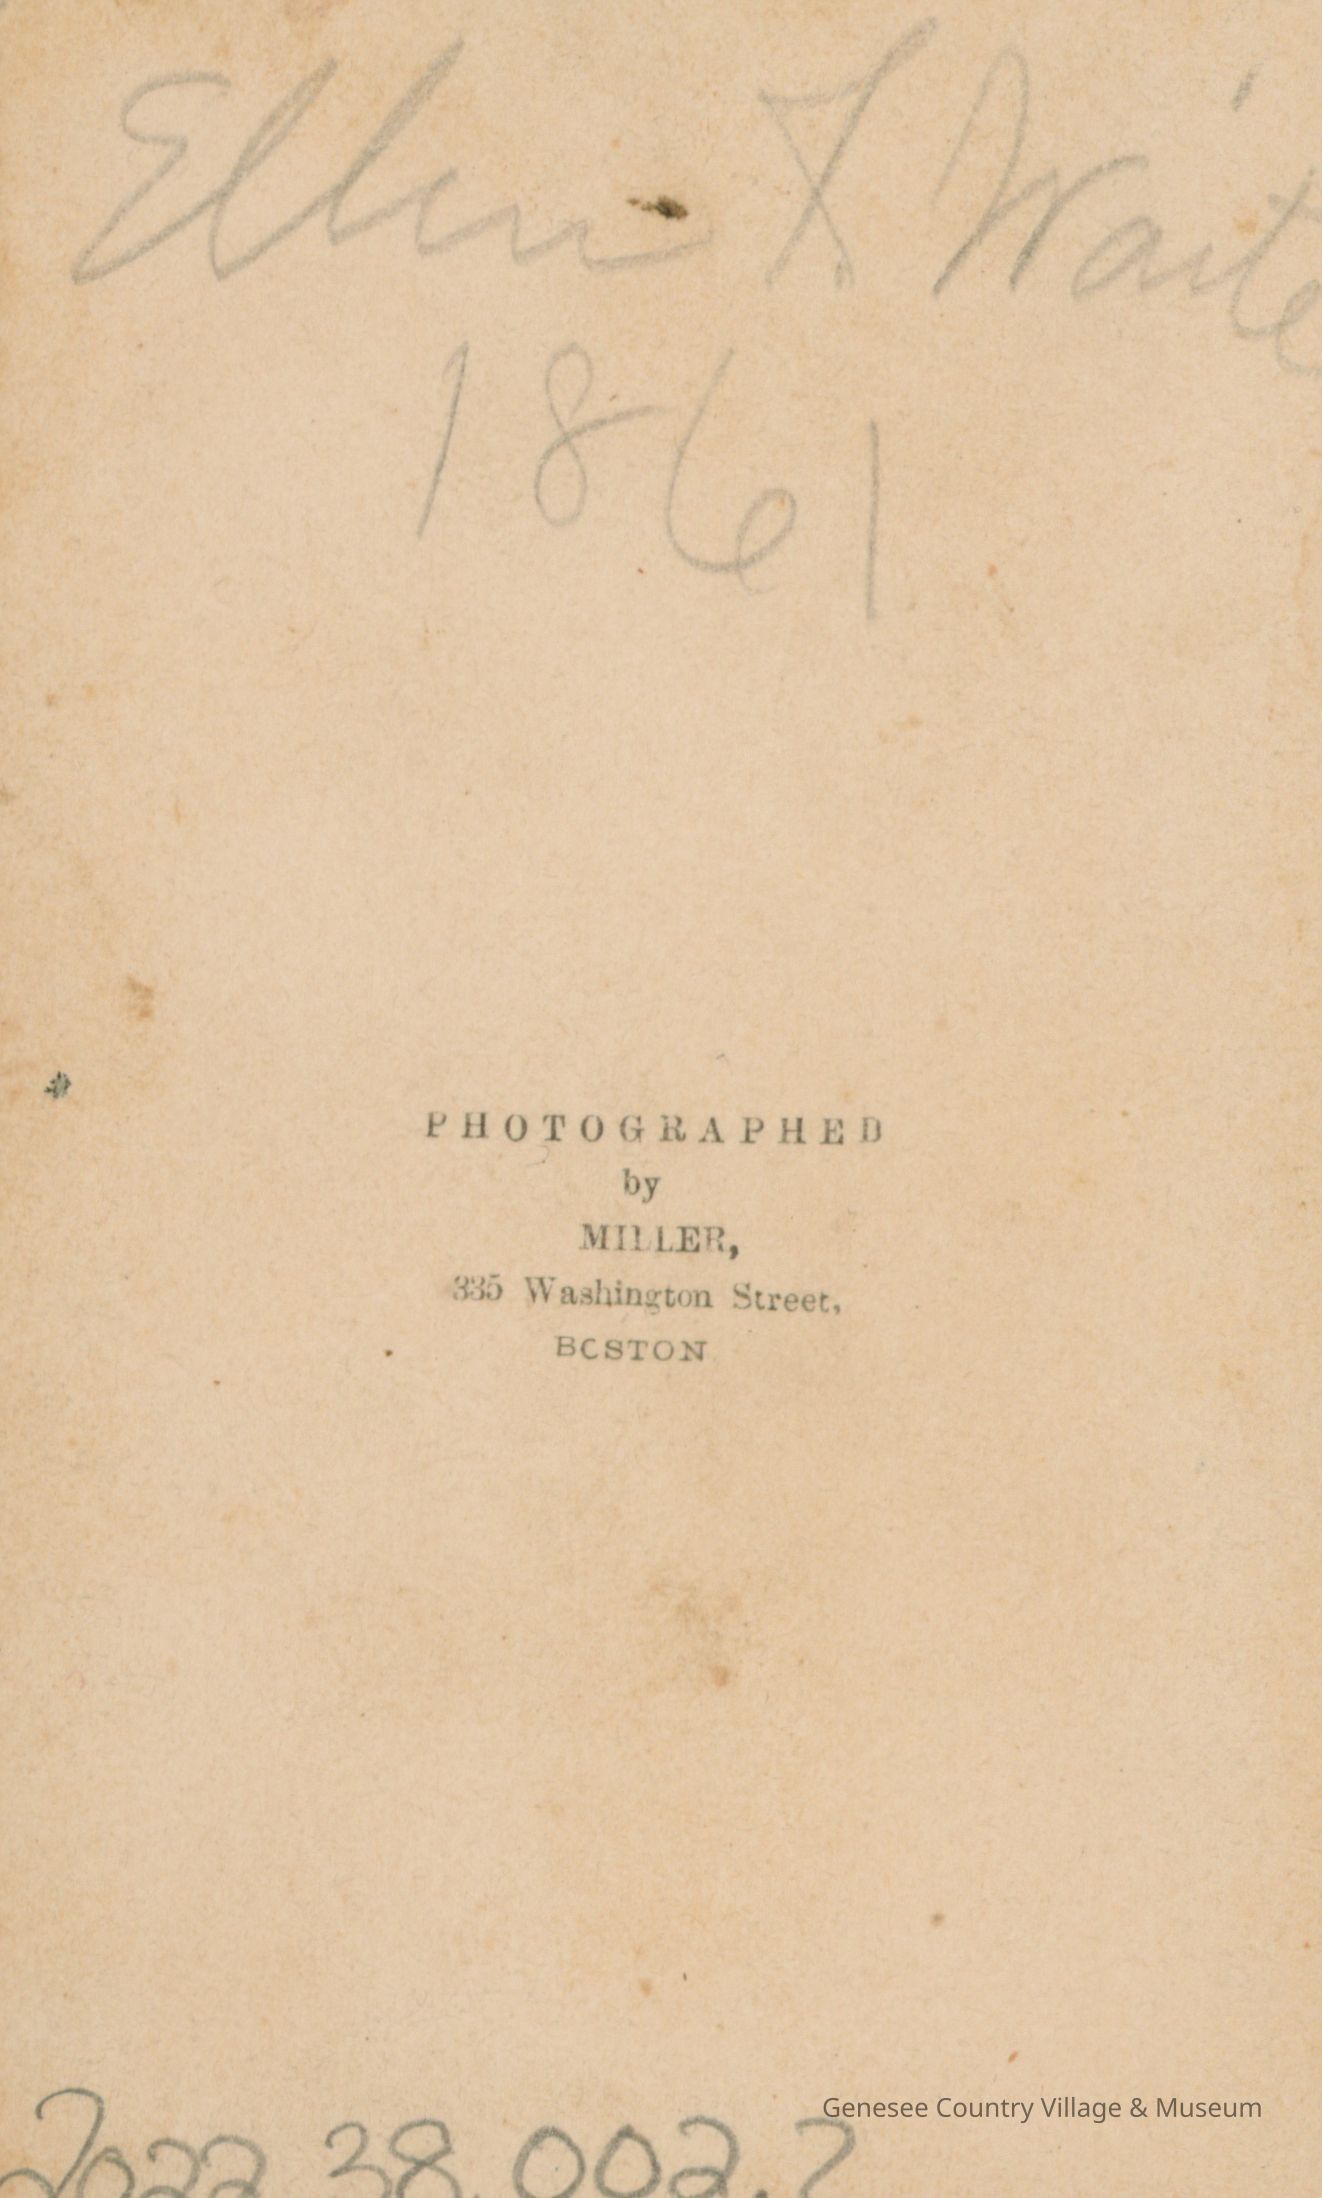 Ellen F Waite
1861
PHOTOGRAPHED
by
MILLER,
335 Washington Street,
BOSTON
Genesee Country Village & Museum
2022.38.002.2